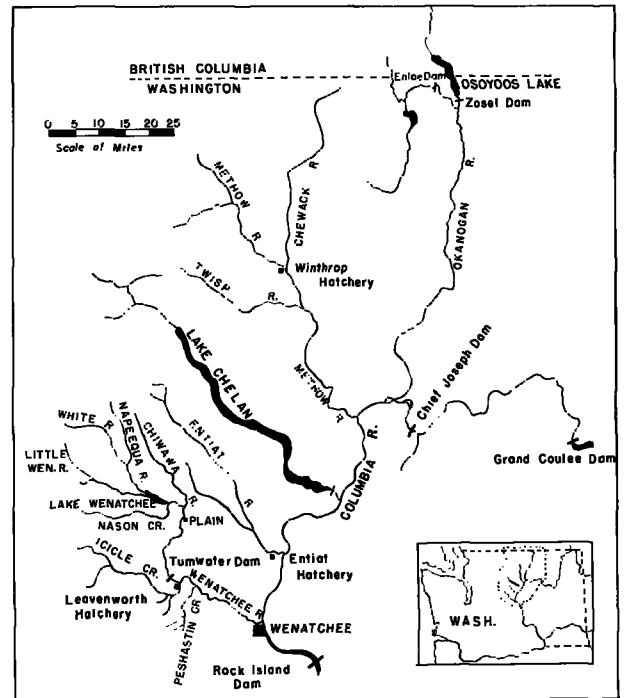 BRITISH COLUMBIA
WASHINGTON
Enloe Dam
OSOYOOS LAKE
Zosel Dam
0 5 10 15 20 25
Scale of Miles
METHOW
R
CHEWACK
R
OKANOGAN
R.
Winthrop
Hatchery
TWISP
R.
METHOW
R
LAKE CHELAN
Chief Joseph Dam
COLUMBIA
R.
Grand Coulee Dam
WHITE
R
NAPEEQUA R.
CHIWAWA
R.
ENTIAT
R
LITTLE
WEN. R.
LAKE WENATCHEE
NASON CR.
PLAIN
ICICLE CR.
Tumwater Dam
Entiat
Hatchery
WENATCHEE R
Leavenworth
Hatchery
PESHASTIN CR
WENATCHEE
Rock Island
Dam
WASH.